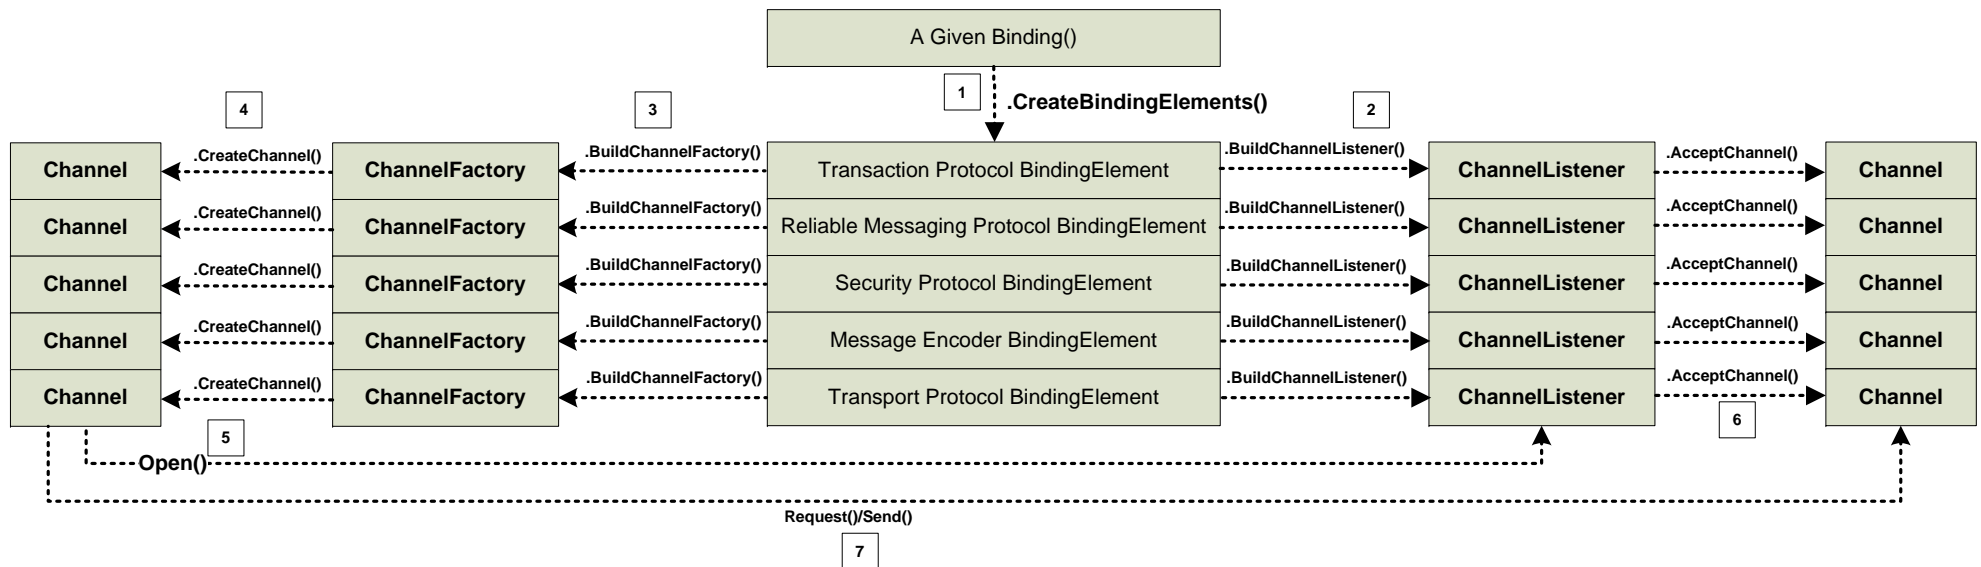 A Given Binding()
1
.CreateBindingElements()
4
3
2
Channel
.CreateChannel()
ChannelFactory
.BuildChannelFactory()
Transaction Protocol BindingElement
.BuildChannelListener()
ChannelListener
.AcceptChannel()
Channel
Channel
.CreateChannel()
ChannelFactory
.BuildChannelFactory()
Reliable Messaging Protocol BindingElement
.BuildChannelListener()
ChannelListener
.AcceptChannel()
Channel
Channel
.CreateChannel()
ChannelFactory
.BuildChannelFactory()
Security Protocol BindingElement
.BuildChannelListener()
ChannelListener
.AcceptChannel()
Channel
Channel
.CreateChannel()
ChannelFactory
.BuildChannelFactory()
Message Encoder BindingElement
.BuildChannelListener()
ChannelListener
.AcceptChannel()
Channel
Channel
.CreateChannel()
ChannelFactory
.BuildChannelFactory()
Transport Protocol BindingElement
.BuildChannelListener()
ChannelListener
.AcceptChannel()
Channel
5
6
Open()
Request()/Send()
7